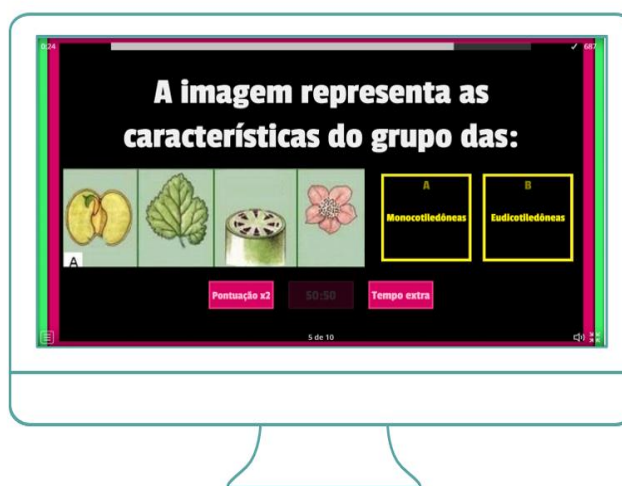 0:24
687
A imagem representa as
características do grupo das:
A
A
Monocotiledôneas
B
Eudicotiledôneas
Pontuação x2
50:50
Tempo extra
5 de 10